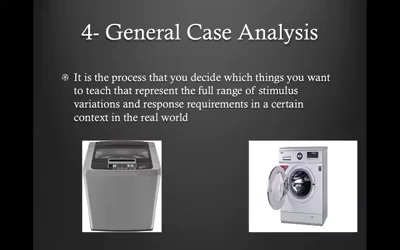 4- General Case Analysis
It is the process that you decide which things you want
to teach that represent the full range of stimulus
variations and response requirements in a certain
context in the real world